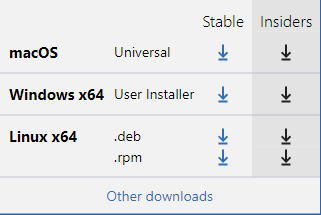 Stable Insiders
macOS Universal
Windows x64 User Installer
Linux x64 .deb
.rpm
Other downloads